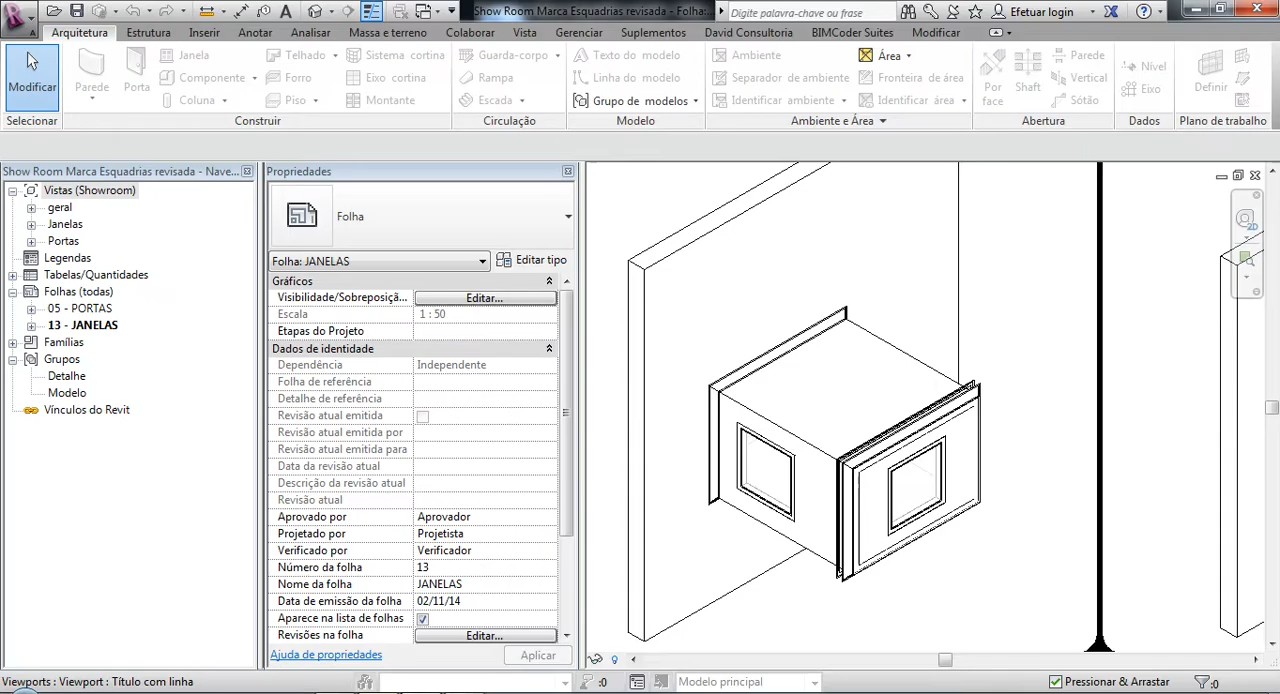 Show Room Marca Esquadrias revisada - Folha:
Digite palavra-chave ou frase
Efetuar login
Arquitetura Estrutura Inserir Anotar Analisar Massa e terreno Colaborar Vista Gerenciar Suplementos David Consultoria BIMCoder Suites Modificar
Modificar
Parede
Porta
Janela
Componente
Coluna
Telhado
Forro
Piso
Sistema cortina
Eixo cortina
Montante
Guarda-corpo
Rampa
Escada
Texto do modelo
Linha do modelo
Grupo de modelos
Ambiente
Separador de ambiente
Identificar ambiente
Área
Fronteira de área
Identificar área
Por face
Shaft
Parede
Vertical
Sótão
Nível
Eixo
Definir
Selecionar Construir Circulação Modelo Ambiente e Área Abertura Dados Plano de trabalho
Show Room Marca Esquadrias revisada - Nave...
Vistas (Showroom)
geral
Janelas
Portas
Legendas
Tabelas/Quantidades
Folhas (todas)
05 - PORTAS
13 - JANELAS
Famílias
Grupos
Detalhe
Modelo
Vínculos do Revit
Propriedades
Folha
Folha: JANELAS Editar tipo
Gráficos
Visibilidade/Sobreposiçã... Editar...
Escala 1 : 50
Etapas do Projeto
Dados de identidade
Dependência Independente
Folha de referência
Detalhe de referência
Revisão atual emitida
Revisão atual emitida por
Revisão atual emitida para
Data da revisão atual
Descrição da revisão atual
Revisão atual
Aprovado por Aprovador
Projetado por Projetista
Verificado por Verificador
Número da folha 13
Nome da folha JANELAS
Data de emissão da folha 02/11/14
Aparece na lista de folhas
Revisões na folha Editar...
Ajuda de propriedades Aplicar
2D
Viewports : Viewport : Título com linha
:0
Modelo principal
Pressionar & Arrastar
:0